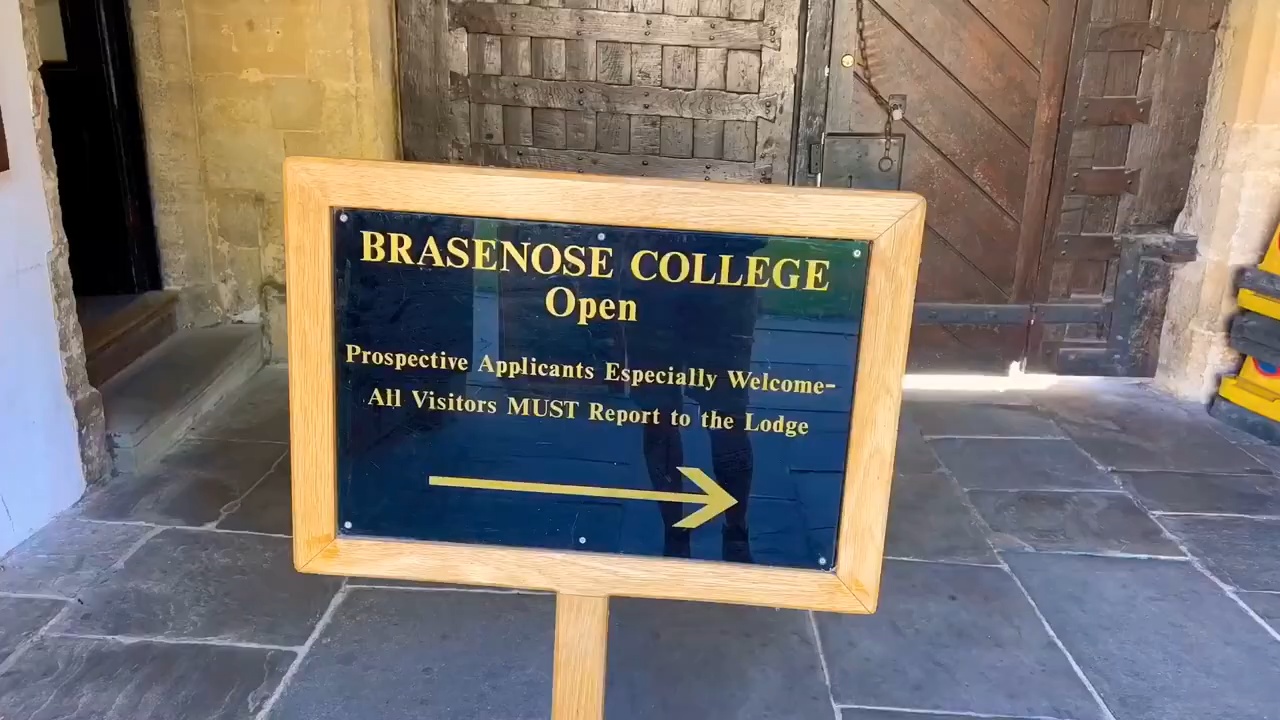 BRASENOSE COLLEGE
Open
Prospective Applicants Especially Welcome-
All Visitors MUST Report to the Lodge